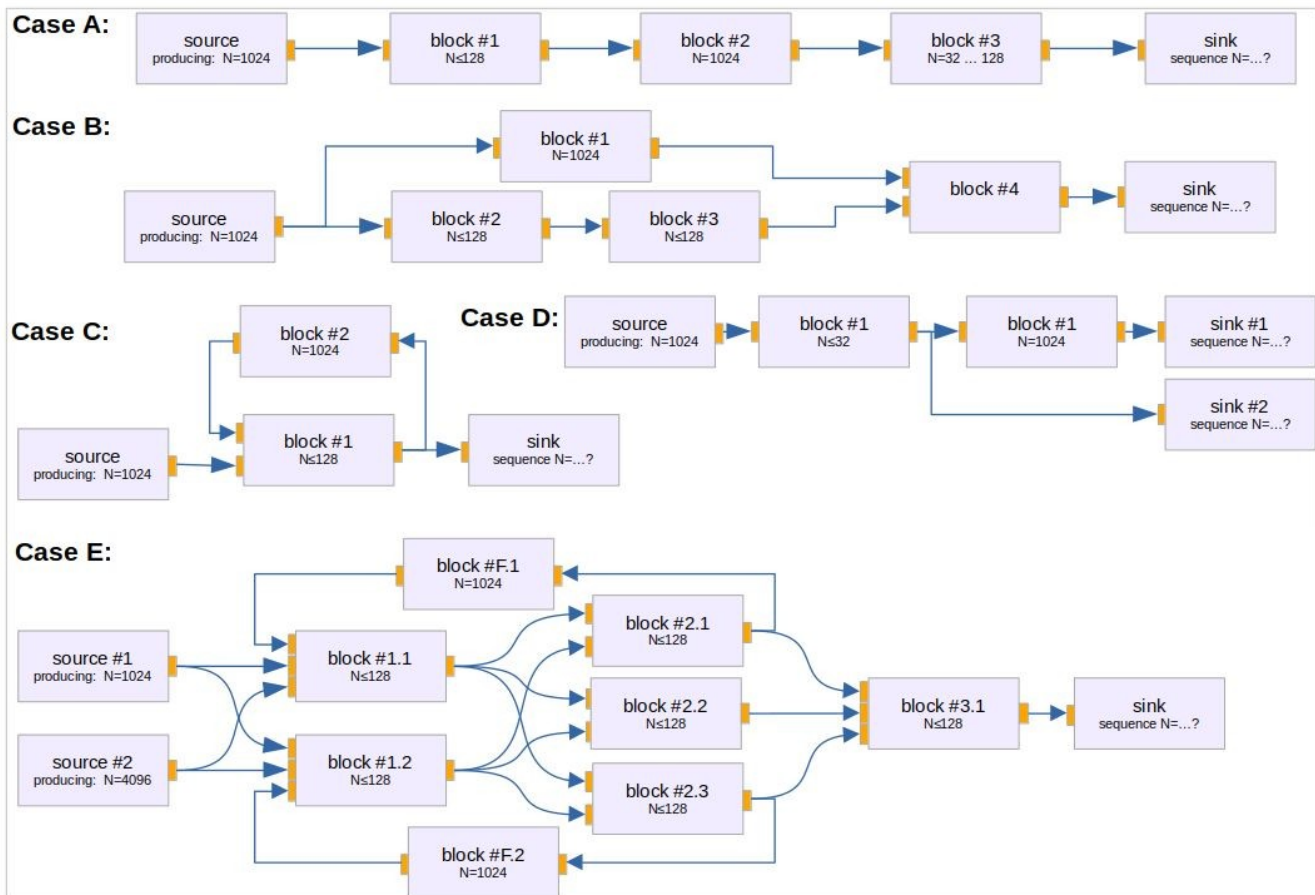 Case A:
source
producing: N=1024
block #1
N≤128
block #2
N=1024
block #3
N=32 ... 128
sink
sequence N=...?
Case B:
block #1
N=1024
source
producing: N=1024
block #2
N≤128
block #3
N≤128
block #4
sink
sequence N=...?
Case C:
block #2
N=1024
source
producing: N=1024
block #1
N≤128
sink
sequence N=...?
Case D:
source
producing: N=1024
block #1
N≤32
block #1
N=1024
sink #1
sequence N=...?
sink #2
sequence N=...?
Case E:
block #F.1
N=1024
source #1
producing: N=1024
block #1.1
N≤128
block #2.1
N≤128
block #2.2
N≤128
block #3.1
N≤128
sink
sequence N=...?
source #2
producing: N=4096
block #1.2
N≤128
block #2.3
N≤128
block #F.2
N=1024